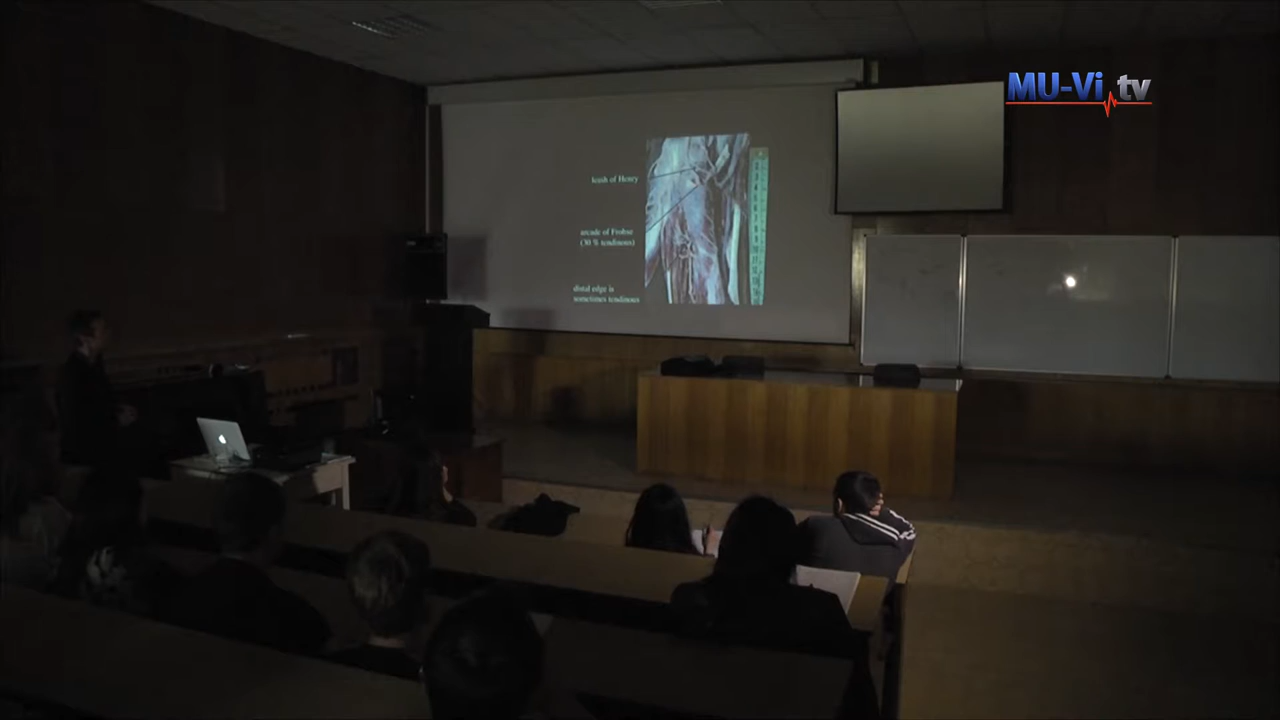 MU-Vi tv
leash of Henry
arcade of Frohse
(30 % tendinous)
distal edge is
sometimes tendinous